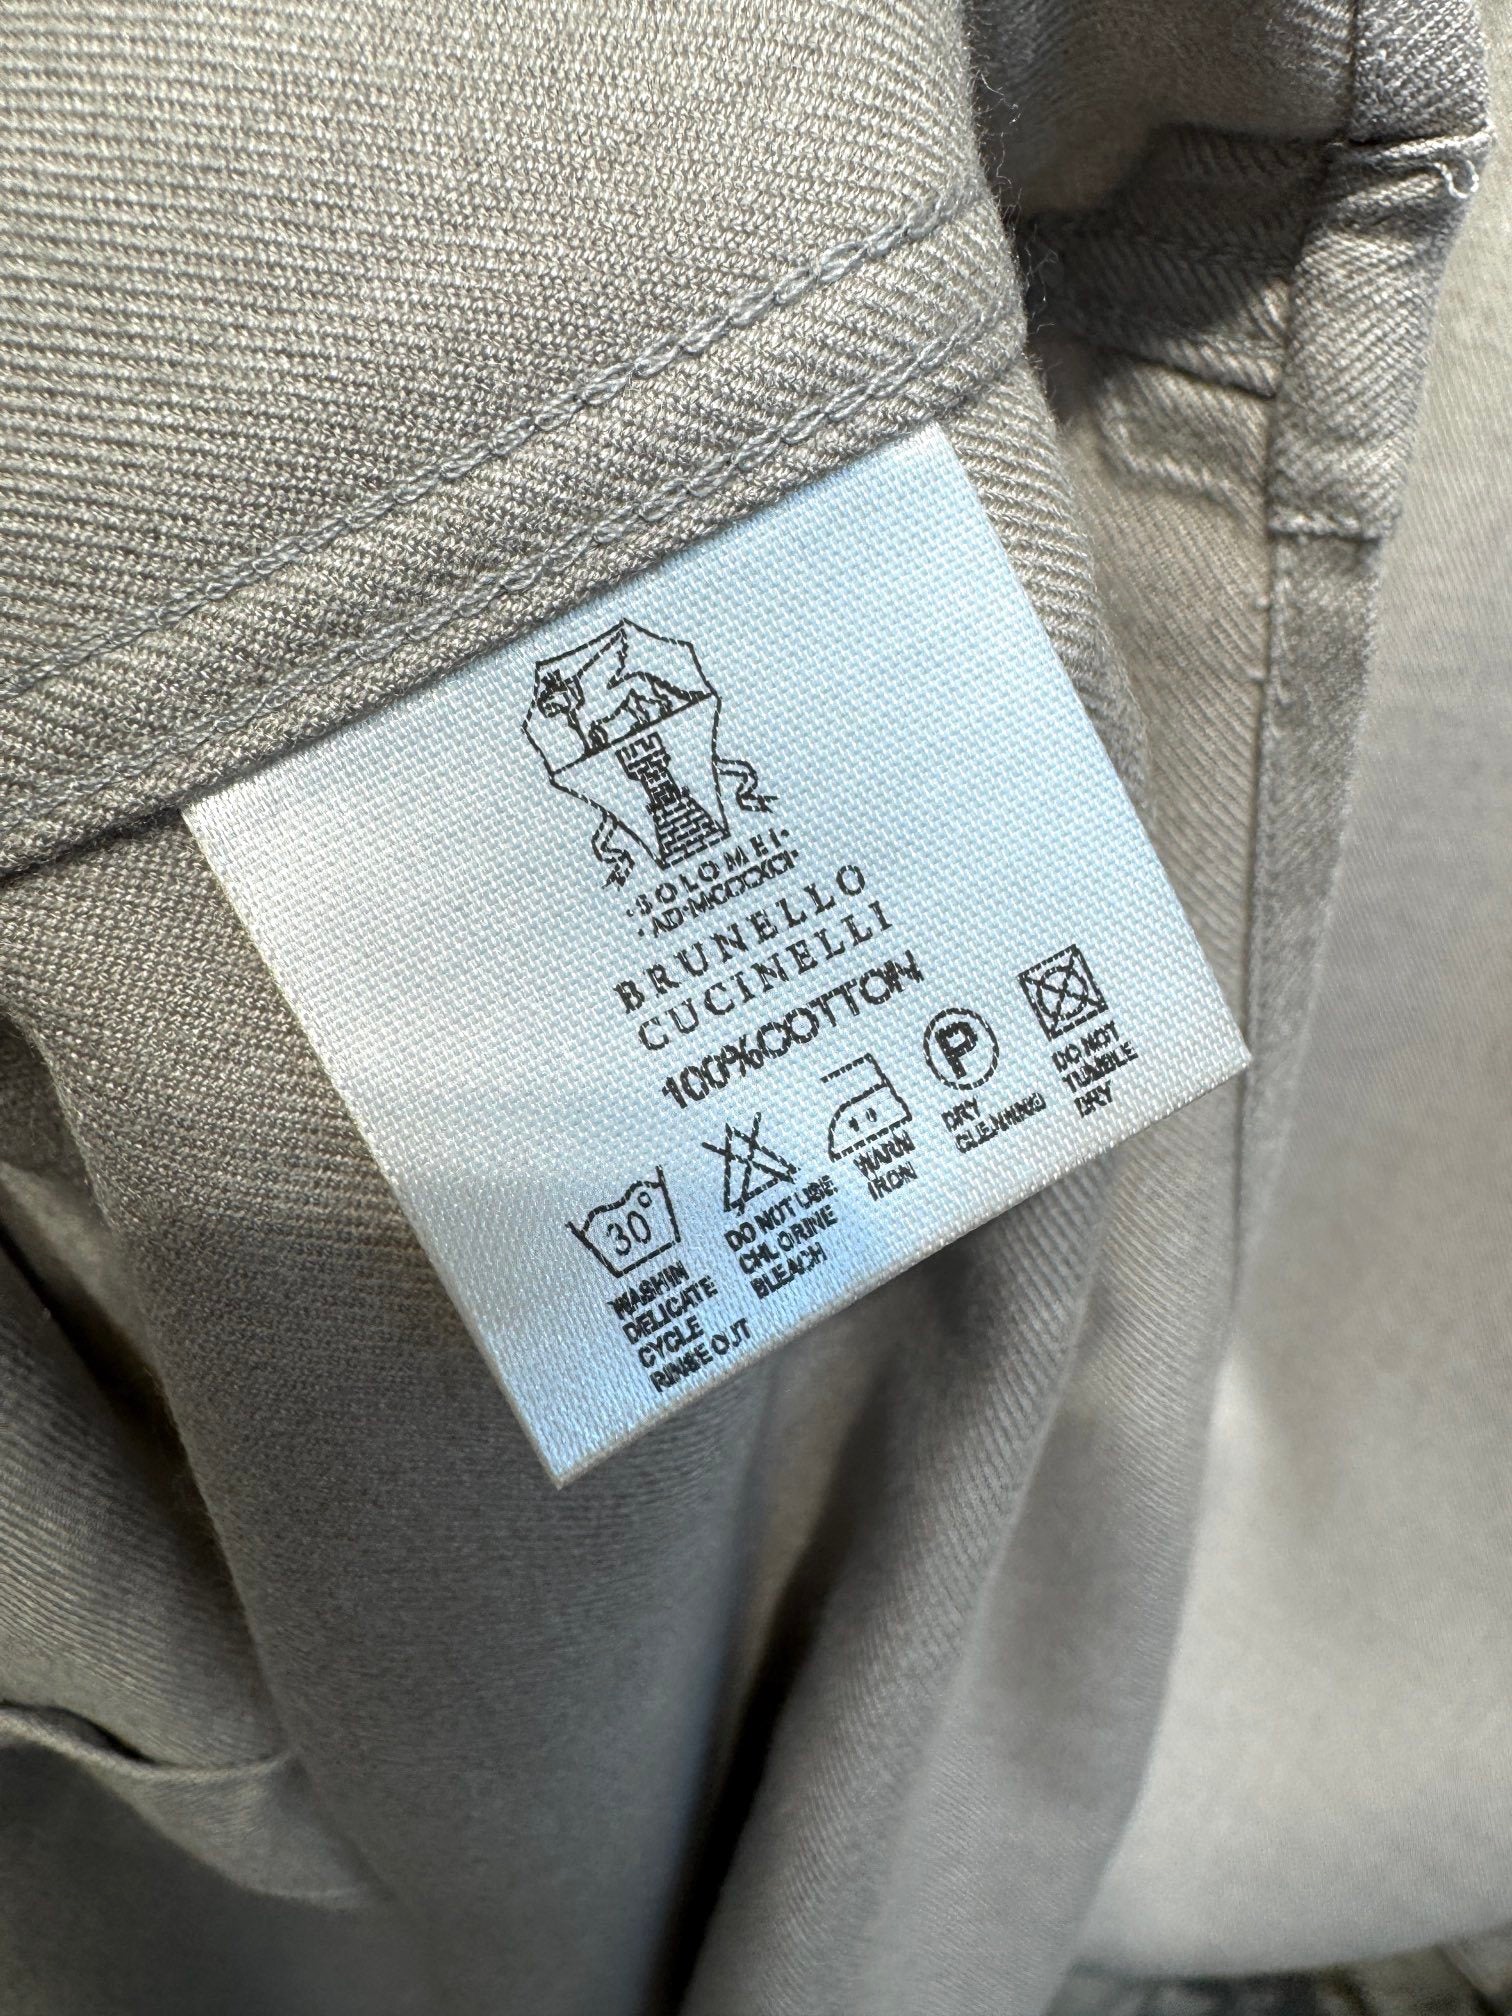 ·SOLOMEI·
·AD·MCCCXCI·
BRUNELLO
CUCINELLI
100%COTTON
30°
WASH IN
DELICATE
CYCLE
RINSE OUT
DO NOT USE
CHLORINE
BLEACH
WARM
IRON
P
DRY
CLEANING
DO NOT
TUMBLE
DRY